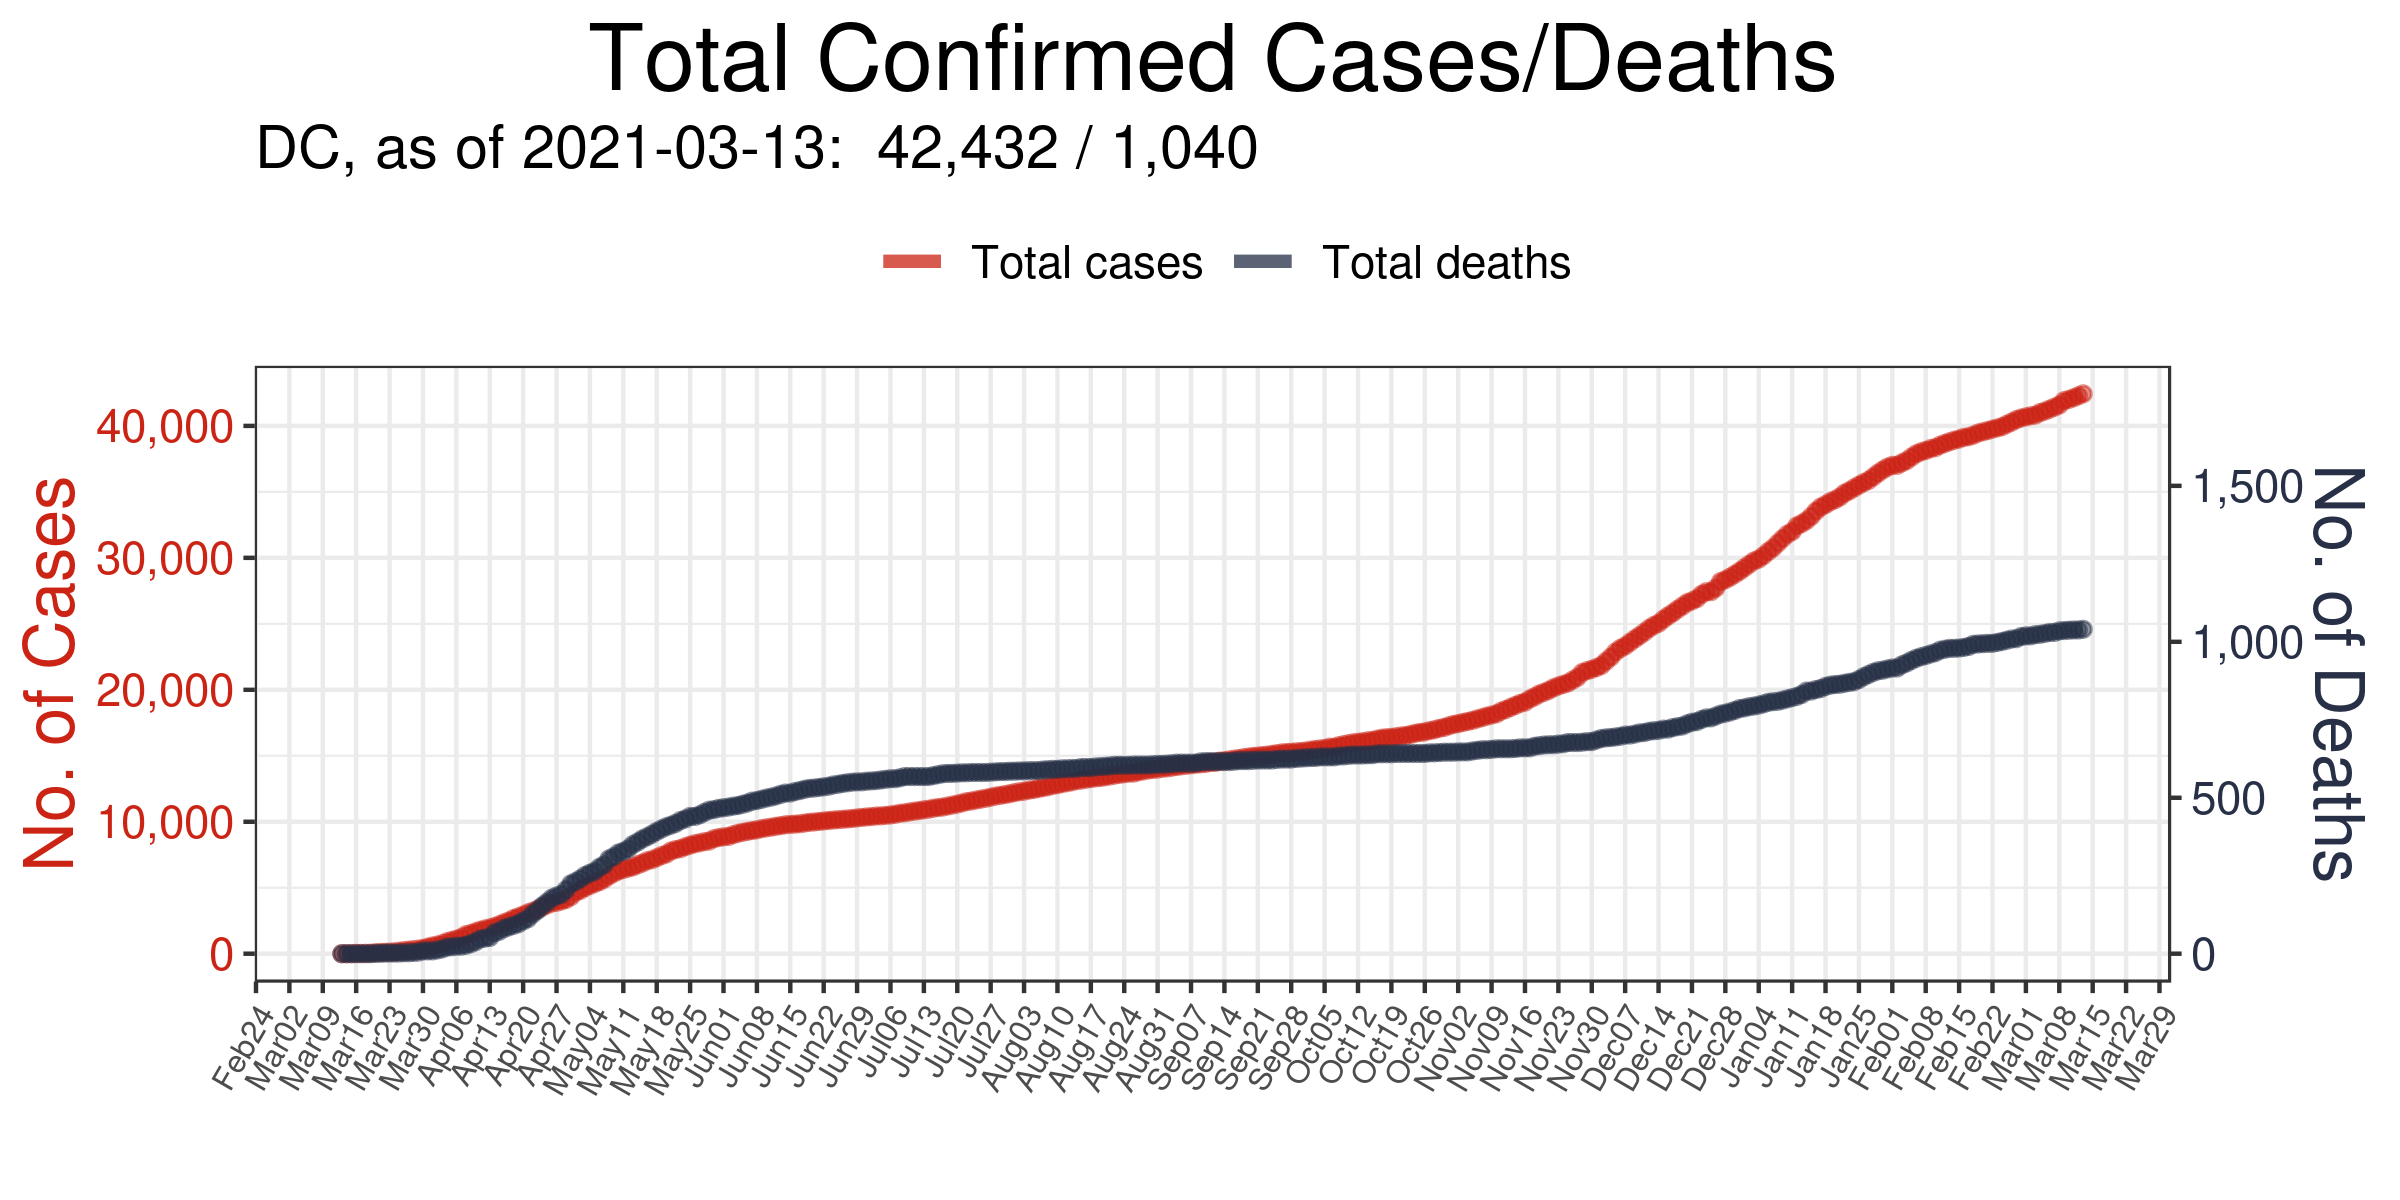 Total Confirmed Cases/Deaths
DC, as of 2021-03-13:  42,432 / 1,040
Total cases
Total deaths
No. of Cases
40,000
30,000
20,000
10,000
0
1,500
1,000
500
0
No. of Deaths
Feb24
Mar02
Mar09
Mar16
Mar23
Mar30
Apr06
Apr13
Apr20
Apr27
May04
May11
May18
May25
Jun01
Jun08
Jun15
Jun22
Jun29
Jul06
Jul13
Jul20
Jul27
Aug03
Aug10
Aug17
Aug24
Aug31
Sep07
Sep14
Sep21
Sep28
Oct05
Oct12
Oct19
Oct26
Nov02
Nov09
Nov16
Nov23
Nov30
Dec07
Dec14
Dec21
Dec28
Jan04
Jan11
Jan18
Jan25
Feb01
Feb08
Feb15
Feb22
Mar01
Mar08
Mar15
Mar22
Mar29